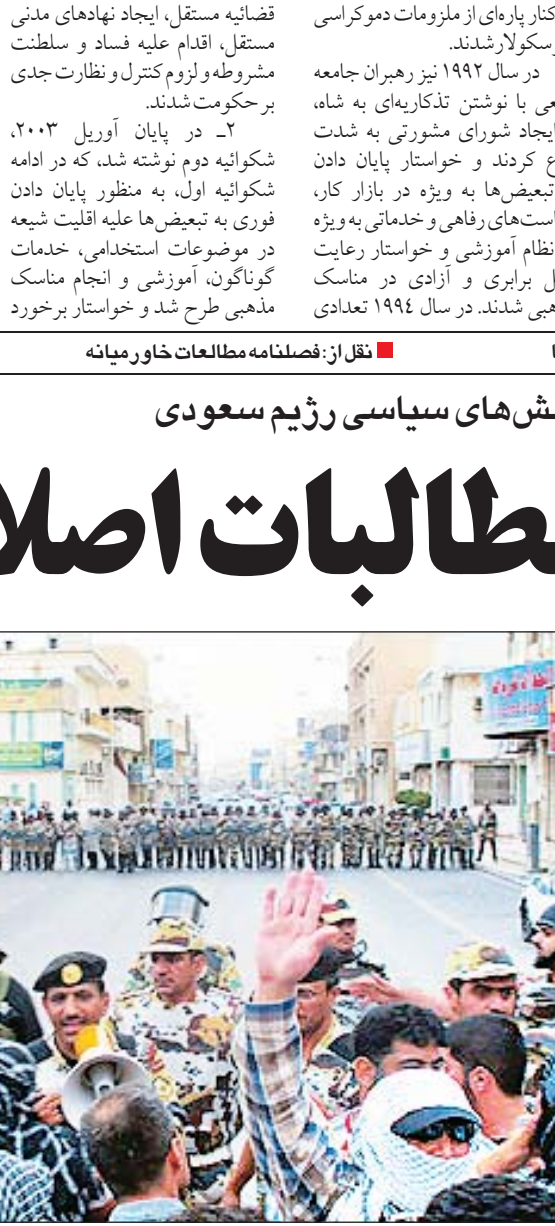 کنار پاره‌ای از ملزومات دموکراسی
سکولار شدند.
در سال ۱۹۹۲ نیز رهبران جامعه
با نوشتن تذکاریه‌ای به شاه،
ایجاد شورای مشورتی به شدت
کردند و خواستار پایان دادن
تبعیض‌ها به ویژه در بازار کار،
است‌های رفاهی و خدماتی به ویژه
نظام آموزشی و خواستار رعایت
برابری و آزادی در مناسک
هبی شدند. در سال ۱۹۹٤ تعدادی
قضائیه مستقل، ایجاد نهادهای مدنی
مستقل، اقدام علیه فساد و سلطنت
مشروطه و لزوم کنترل و نظارت جدی
بر حکومت شدند.
۲ـ در پایان آوریل ۲۰۰۳،
شکوائیه دوم نوشته شد، که در ادامه
شکوائیه اول، به منظور پایان دادن
فوری به تبعیض‌ها علیه اقلیت شیعه
در موضوعات استخدامی، خدمات
گوناگون، آموزشی و انجام مناسک
مذهبی طرح شد و خواستار برخورد
نقل از: فصلنامه مطالعات خاورمیانه
ش‌های سیاسی رژیم سعودی
طالبات اصلا